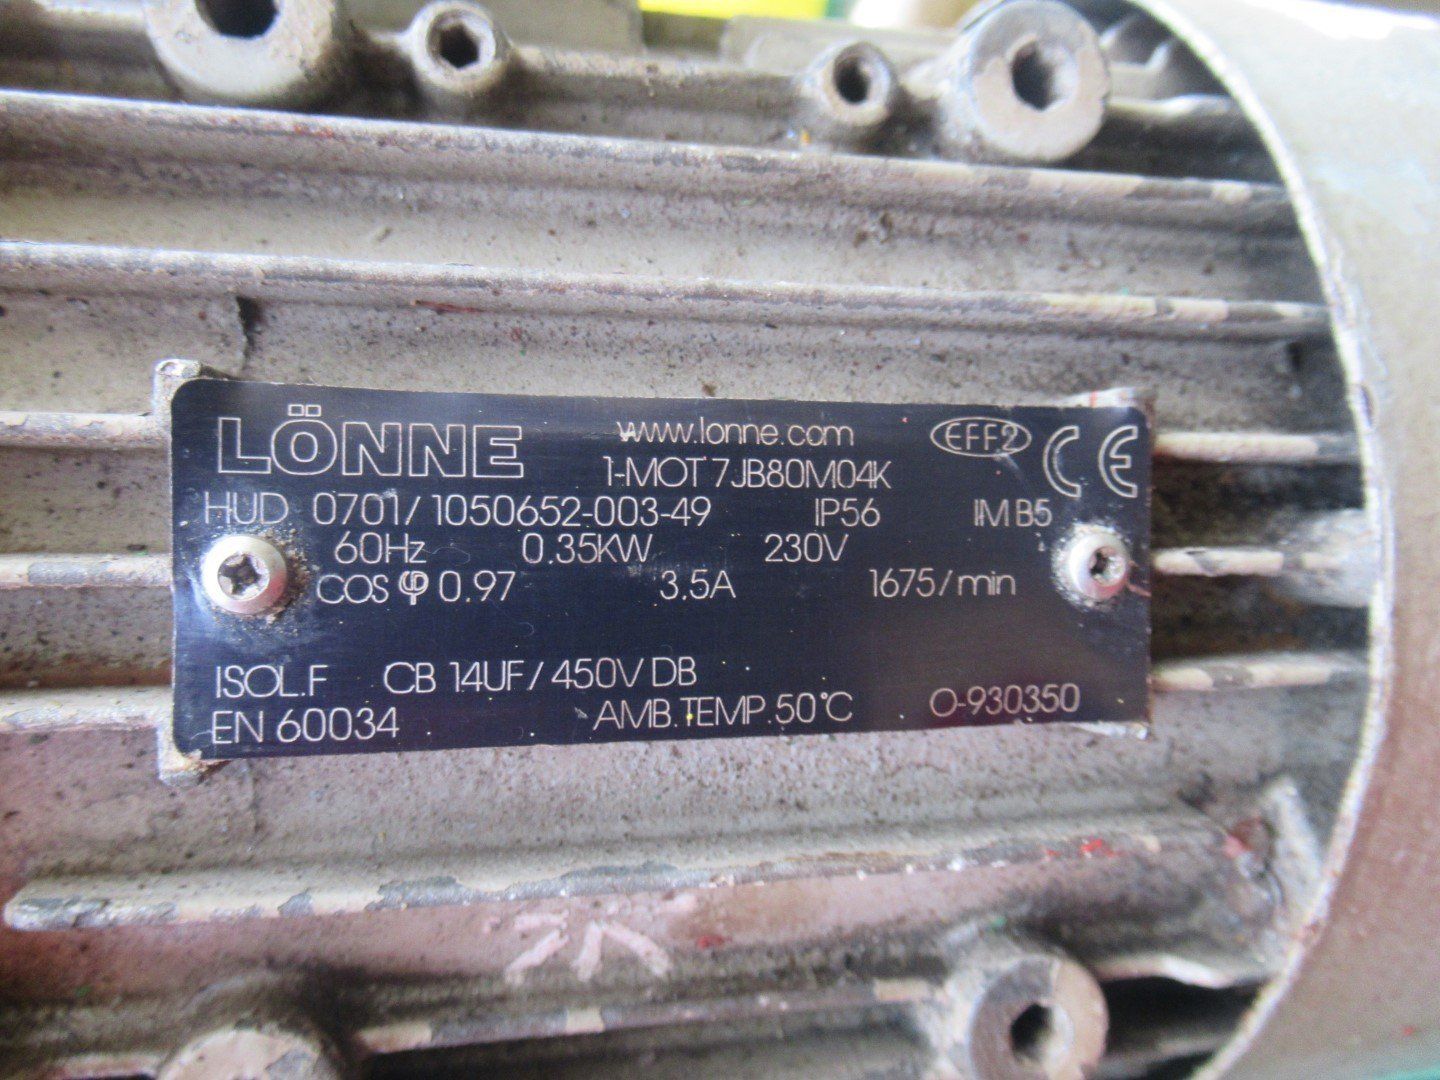 LÖNNE www.lonne.com EFF2 CE
1-MOT 7JB80M04K
HUD 0701/1050652-003-49 IP56 IM B5
60Hz 0.35KW 230V
COS φ 0.97 3.5A 1675/min
ISOL.F CB 14UF/450V DB
EN 60034 AMB.TEMP.50°C O-930350